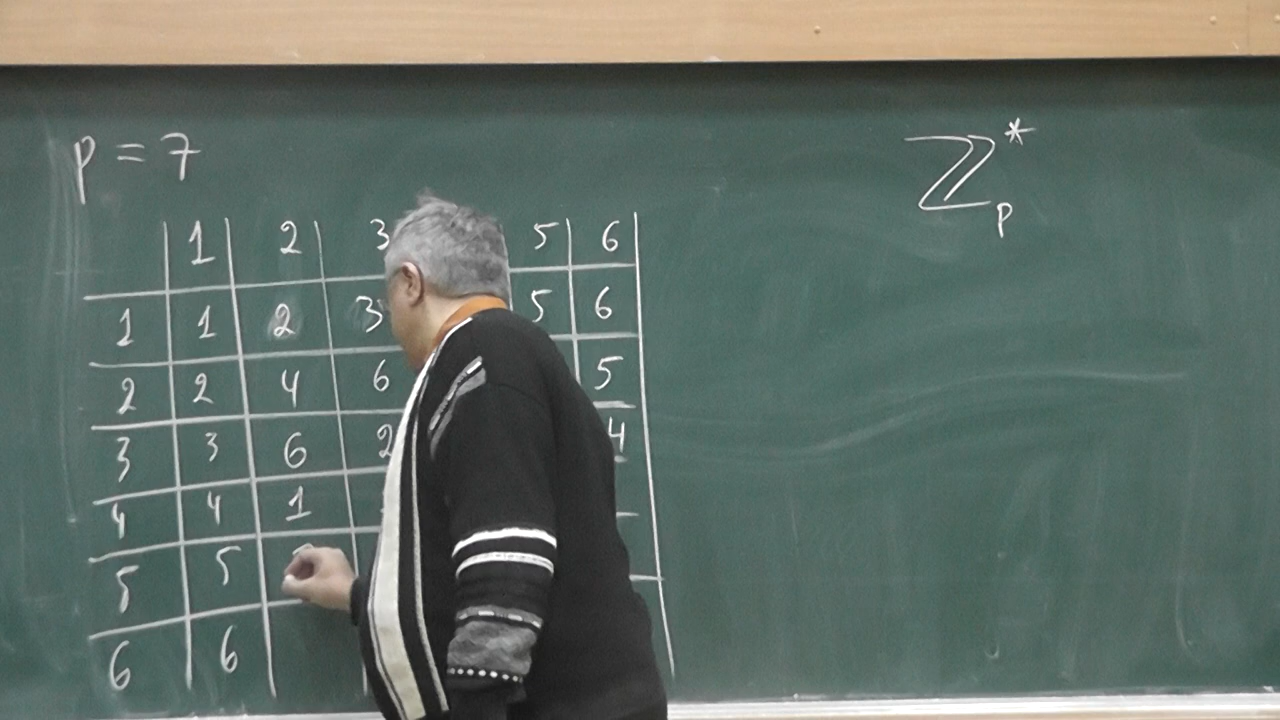 p = 7
ℤ*p
1 2 3 5 6
1 1 2 3 5 6
2 2 4 6 5
3 3 6 2 4
4 4 1
5 5
6 6